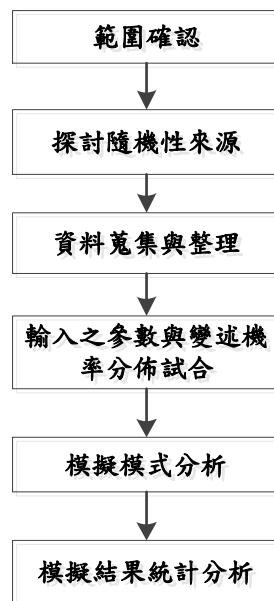 範圍確認
探討隨機性來源
資料蒐集與整理
輸入之參數與變述機
率分佈試合
模擬模式分析
模擬結果統計分析